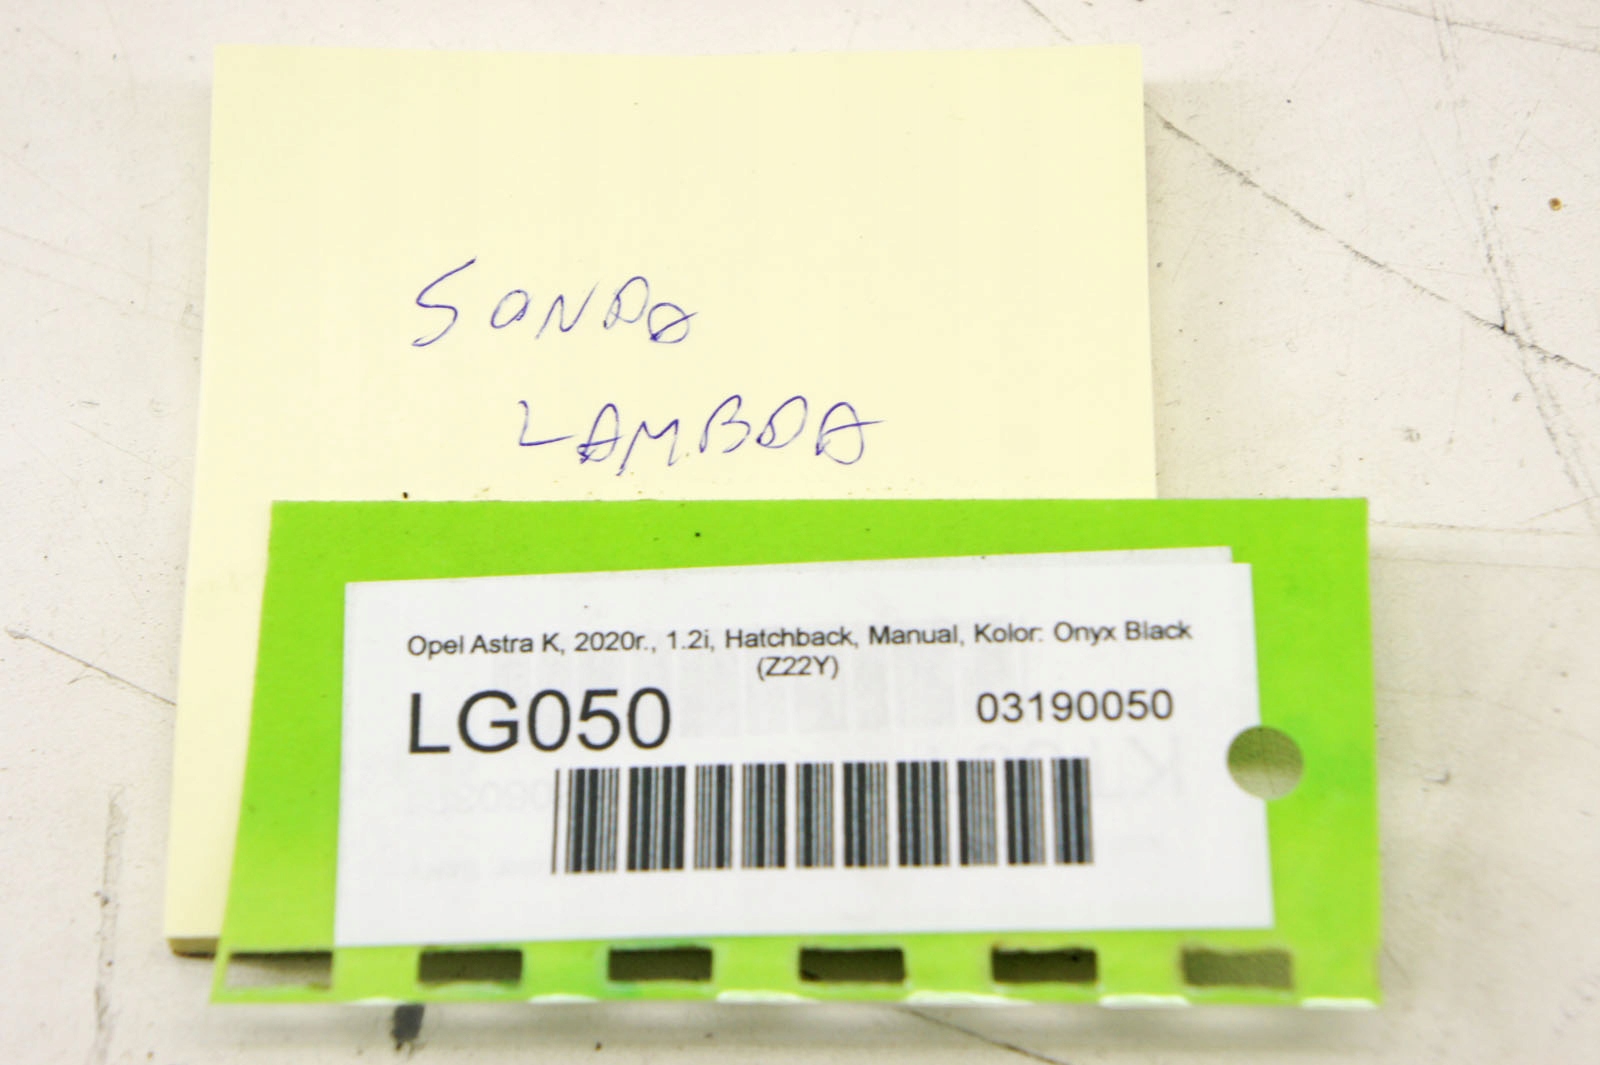 SONDA
LAMBDA
Opel Astra K, 2020r., 1.2i, Hatchback, Manual, Kolor: Onyx Black
(Z22Y)
LG050
03190050